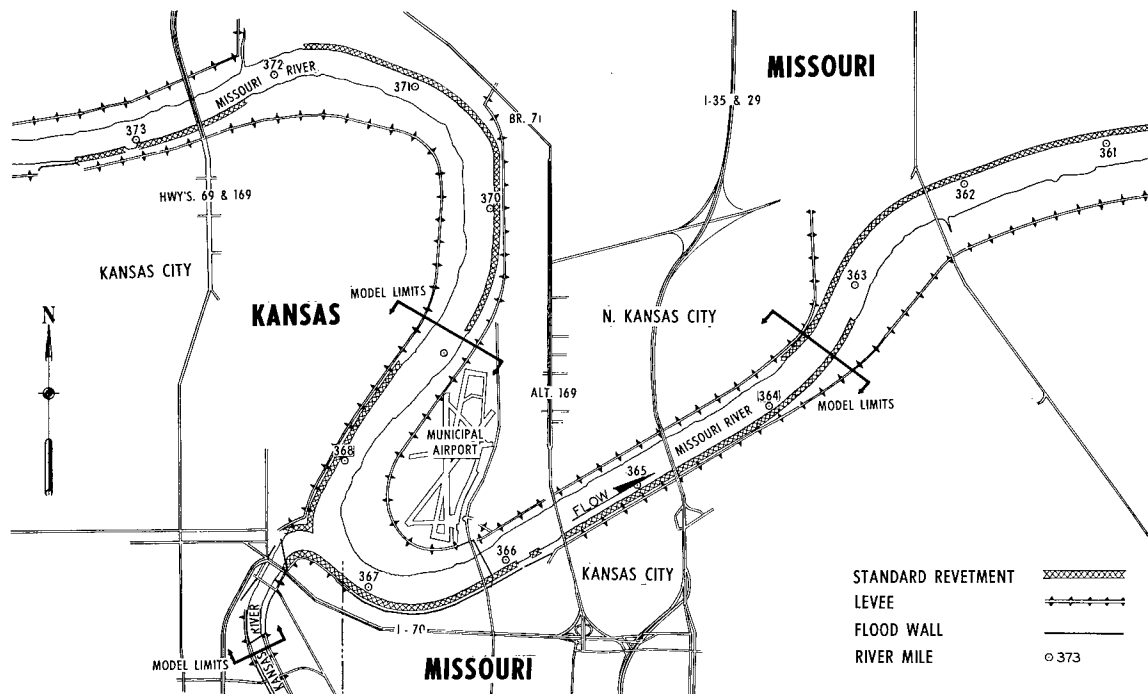 MISSOURI
372
MISSOURI RIVER
371
373
BR. 71
I-35 & 29
361
362
HWY'S. 69 & 169
370
KANSAS CITY
N
MODEL LIMITS
KANSAS
363
N. KANSAS CITY
ALT. 169
364
MODEL LIMITS
MISSOURI RIVER
MUNICIPAL
AIRPORT
368
365
FLOW
366
KANSAS CITY
367
I-70
KANSAS RIVER
MODEL LIMITS
MISSOURI
STANDARD REVETMENT
LEVEE
FLOOD WALL
RIVER MILE
373